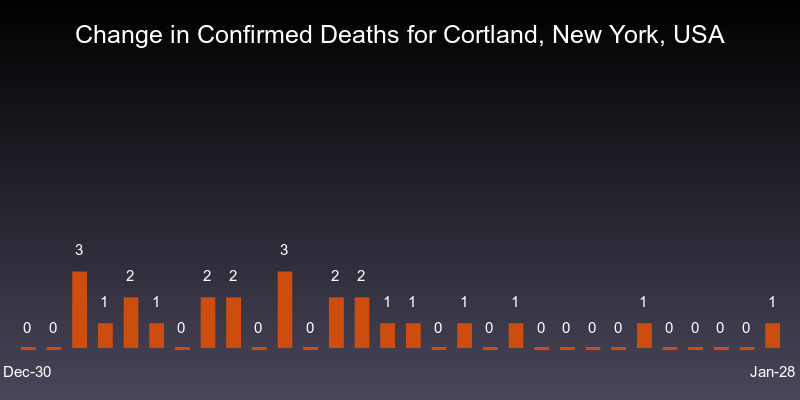 Change in Confirmed Deaths for Cortland, New York, USA
0 0 3 1 2 1 0 2 2 0 3 0 2 2 1 1 0 1 0 1 0 0 0 0 1 0 0 0 0 1
Dec-30 Jan-28